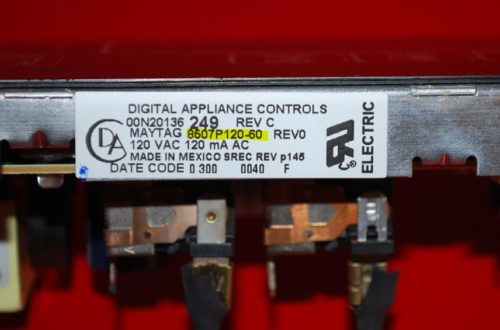 DIGITAL APPLIANCE CONTROLS
00N20136 249 REV C
MAYTAG 8507P120-60 REV0
120 VAC 120 mA AC
MADE IN MEXICO SREC REV p145
DATE CODE 0 300 0040 F
ELECTRIC